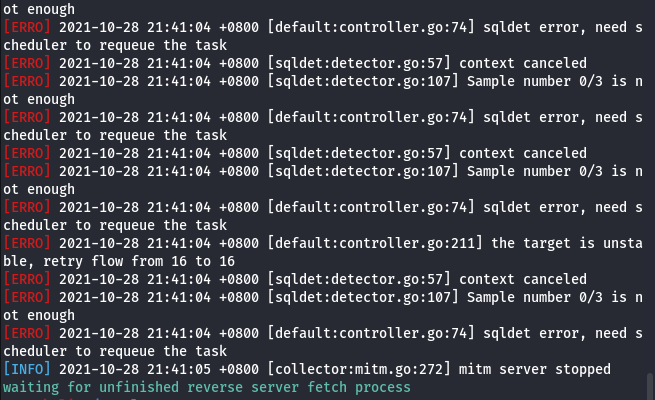 ot enough
[ERRO] 2021-10-28 21:41:04 +0800 [default:controller.go:74] sqldet error, need s
cheduler to requeue the task
[ERRO] 2021-10-28 21:41:04 +0800 [sqldet:detector.go:57] context canceled
[ERRO] 2021-10-28 21:41:04 +0800 [sqldet:detector.go:107] Sample number 0/3 is n
ot enough
[ERRO] 2021-10-28 21:41:04 +0800 [default:controller.go:74] sqldet error, need s
cheduler to requeue the task
[ERRO] 2021-10-28 21:41:04 +0800 [sqldet:detector.go:57] context canceled
[ERRO] 2021-10-28 21:41:04 +0800 [sqldet:detector.go:107] Sample number 0/3 is n
ot enough
[ERRO] 2021-10-28 21:41:04 +0800 [default:controller.go:74] sqldet error, need s
cheduler to requeue the task
[ERRO] 2021-10-28 21:41:04 +0800 [default:controller.go:211] the target is unsta
ble, retry flow from 16 to 16
[ERRO] 2021-10-28 21:41:04 +0800 [sqldet:detector.go:57] context canceled
[ERRO] 2021-10-28 21:41:04 +0800 [sqldet:detector.go:107] Sample number 0/3 is n
ot enough
[ERRO] 2021-10-28 21:41:04 +0800 [default:controller.go:74] sqldet error, need s
cheduler to requeue the task
[INFO] 2021-10-28 21:41:05 +0800 [collector:mitm.go:272] mitm server stopped
waiting for unfinished reverse server fetch process